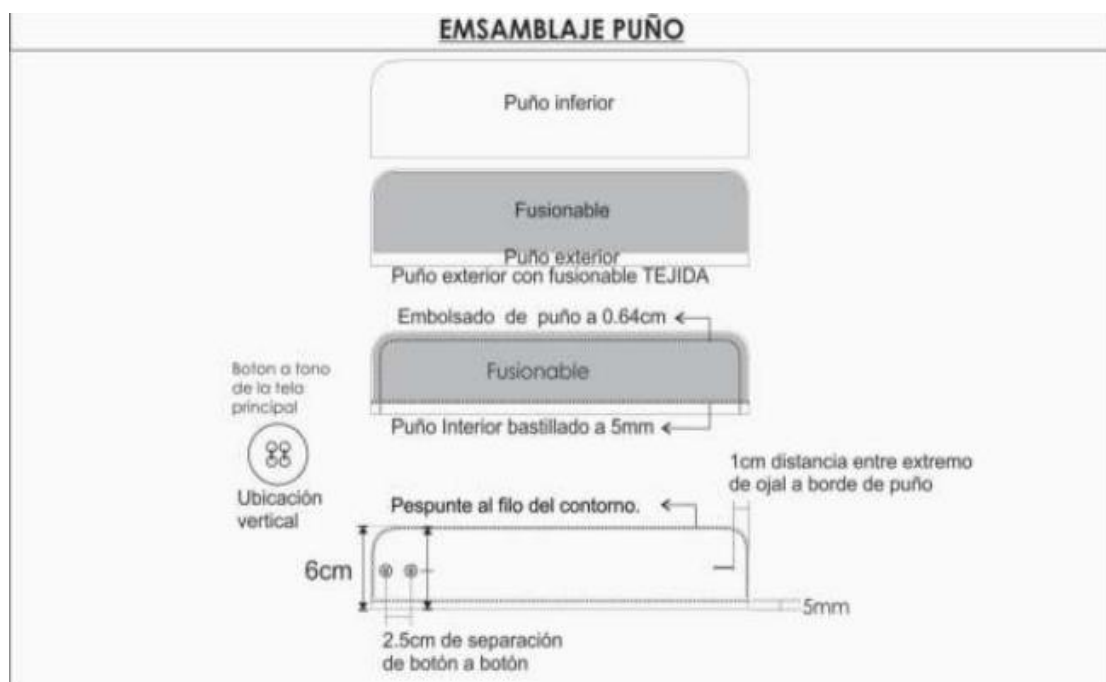 EMSAMBLAJE PUÑO
Puño inferior
Fusionable
Puño exterior
Puño exterior con fusionable TEJIDA
Embolsado de puño a 0.64cm
Fusionable
Puño Interior bastillado a 5mm
Boton a tono
de la tela
principal
Ubicación
vertical
1cm distancia entre extremo
de ojal a borde de puño
Pespunte al filo del contorno.
6cm
5mm
2.5cm de separación
de botón a botón